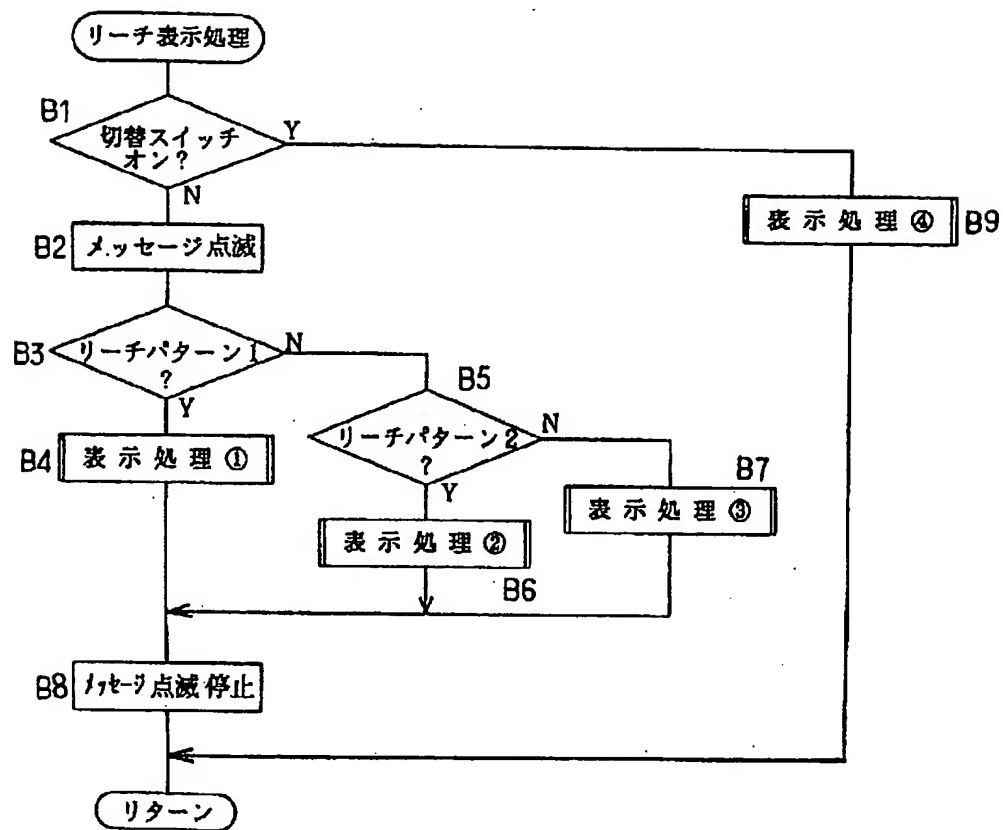 リーチ表示処理
B1
切替スイッチ
オン?
Y
N
B2
メッセージ点滅
表示処理④
B9
B3
リーチパターン1
?
N
Y
B5
リーチパターン2
?
N
Y
B4
表示処理①
B7
表示処理③
表示処理②
B6
B8
メッセージ点滅停止
リターン